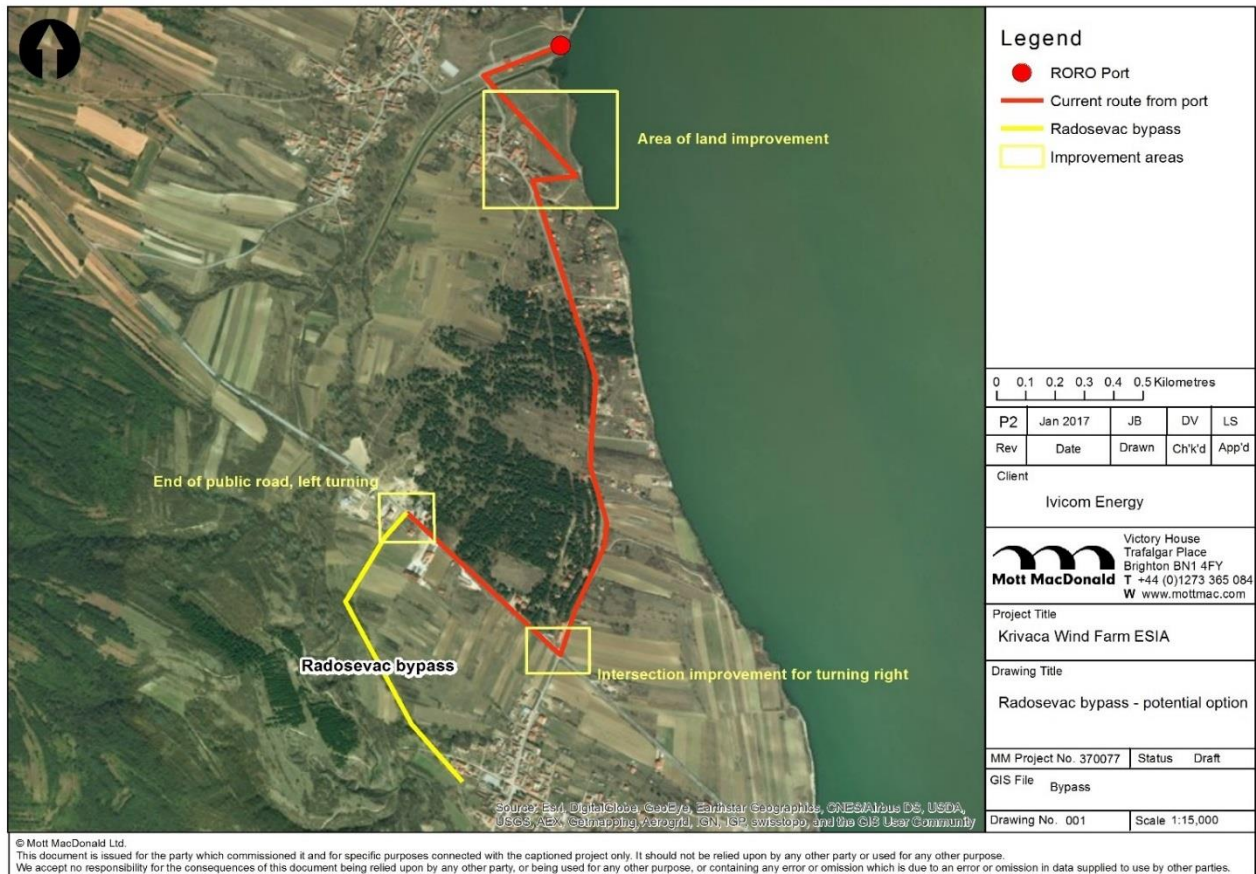 Area of land improvement
End of public road, left turning
Radosevac bypass
Intersection improvement for turning right
Source: Esri, DigitalGlobe, GeoEye, Earthstar Geographics, CNES/Airbus DS, USDA,
USGS, AEX, Getmapping, Aerogrid, IGN, IGP, swisstopo, and the GIS User Community
Legend
RORO Port
Current route from port
Radosevac bypass
Improvement areas
0 0.1 0.2 0.3 0.4 0.5 Kilometres
P2 Jan 2017 JB DV LS
Rev Date Drawn Ch'k'd App'd
Client
Ivicom Energy
Mott MacDonald
Victory House
Trafalgar Place
Brighton BN1 4FY
T +44 (0)1273 365 084
W www.mottmac.com
Project Title
Krivaca Wind Farm ESIA
Drawing Title
Radosevac bypass - potential option
MM Project No. 370077 Status Draft
GIS File Bypass
Drawing No. 001 Scale 1:15,000
© Mott MacDonald Ltd.
This document is issued for the party which commissioned it and for specific purposes connected with the captioned project only. It should not be relied upon by any other party or used for any other purpose.
We accept no responsibility for the consequences of this document being relied upon by any other party, or being used for any other purpose, or containing any error or omission which is due to an error or omission in data supplied to use by other parties.